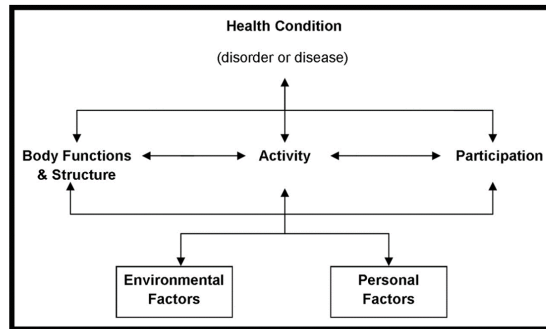 Health Condition
(disorder or disease)
Body Functions
& Structure
Activity
Participation
Environmental
Factors
Personal
Factors